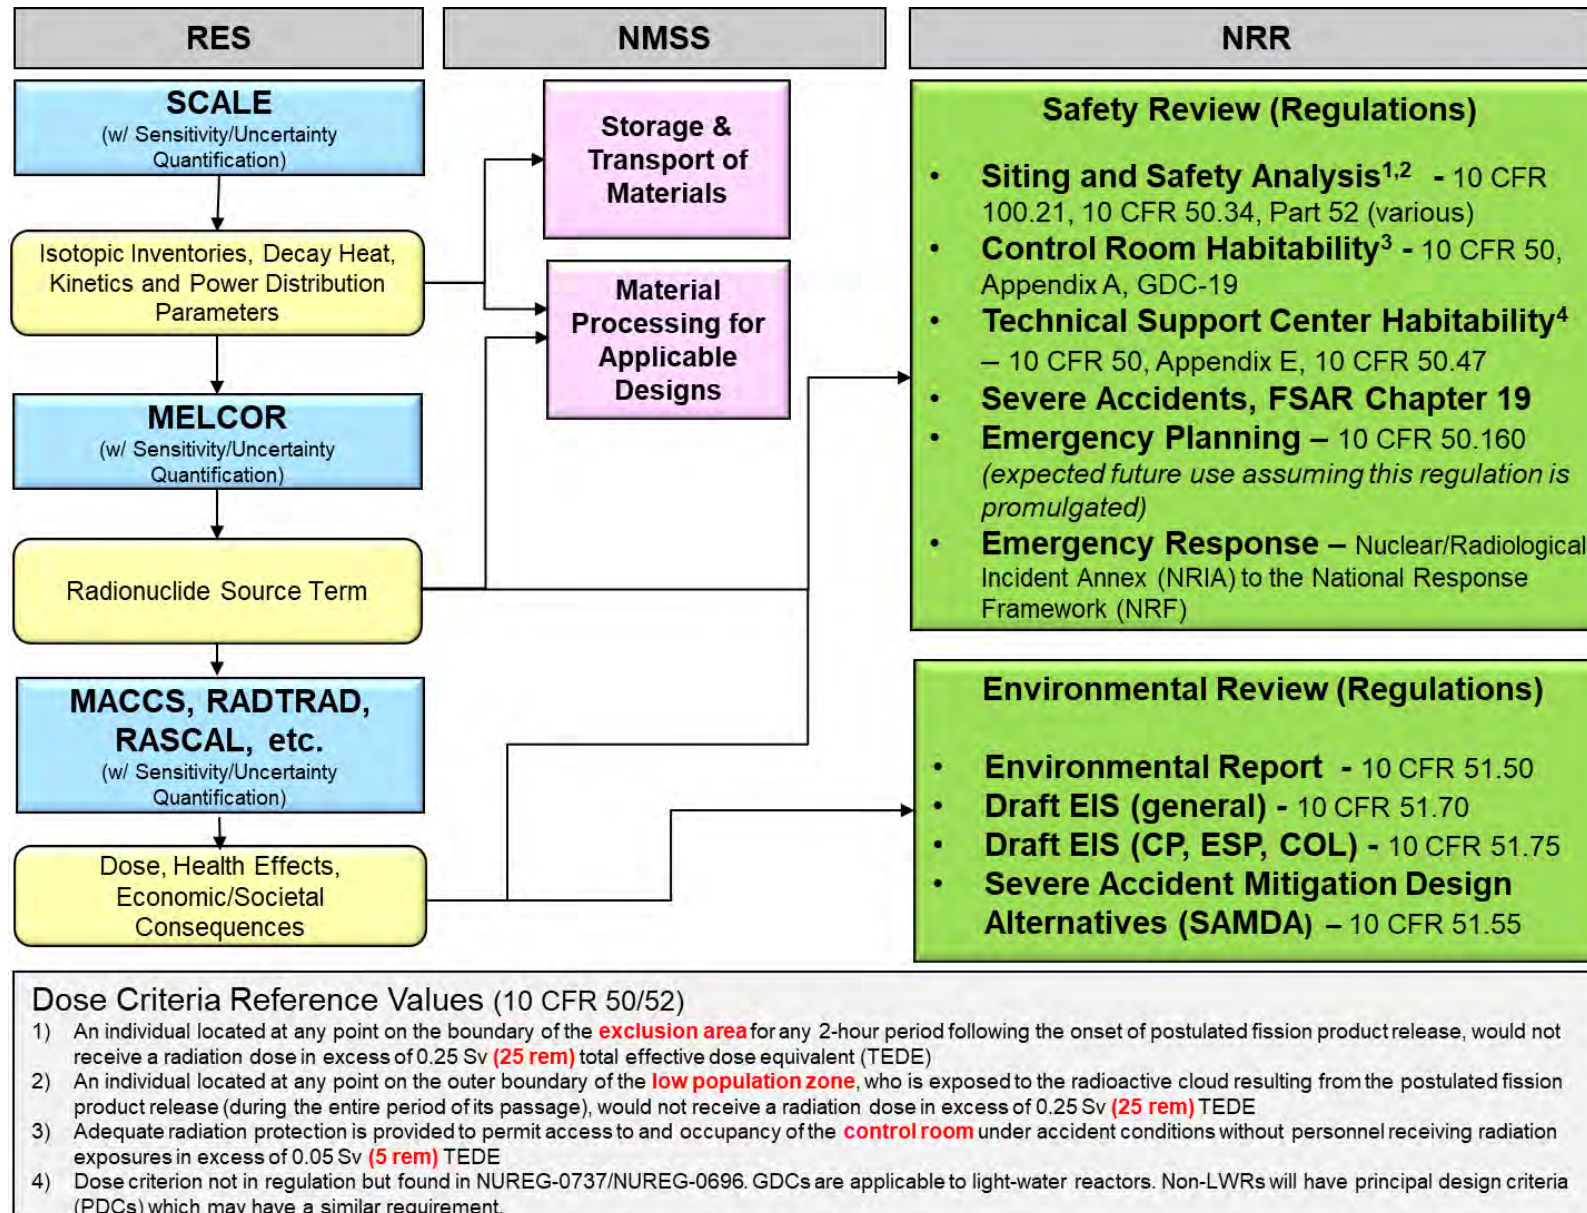 RES
NMSS
NRR
SCALE
(w/ Sensitivity/Uncertainty
Quantification)
Isotopic Inventories, Decay Heat,
Kinetics and Power Distribution
Parameters
MELCOR
(w/ Sensitivity/Uncertainty
Quantification)
Radionuclide Source Term
MACCS, RADTRAD,
RASCAL, etc.
(w/ Sensitivity/Uncertainty
Quantification)
Dose, Health Effects,
Economic/Societal
Consequences
Storage &
Transport of
Materials
Material
Processing for
Applicable
Designs
Safety Review (Regulations)
• Siting and Safety Analysis1,2 - 10 CFR
100.21, 10 CFR 50.34, Part 52 (various)
• Control Room Habitability3 - 10 CFR 50,
Appendix A, GDC-19
• Technical Support Center Habitability4
– 10 CFR 50, Appendix E, 10 CFR 50.47
• Severe Accidents, FSAR Chapter 19
• Emergency Planning – 10 CFR 50.160
(expected future use assuming this regulation is
promulgated)
• Emergency Response – Nuclear/Radiological
Incident Annex (NRIA) to the National Response
Framework (NRF)
Environmental Review (Regulations)
• Environmental Report - 10 CFR 51.50
• Draft EIS (general) - 10 CFR 51.70
• Draft EIS (CP, ESP, COL) - 10 CFR 51.75
• Severe Accident Mitigation Design
Alternatives (SAMDA) – 10 CFR 51.55
Dose Criteria Reference Values (10 CFR 50/52)
1) An individual located at any point on the boundary of the exclusion area for any 2-hour period following the onset of postulated fission product release, would not
receive a radiation dose in excess of 0.25 Sv (25 rem) total effective dose equivalent (TEDE)
2) An individual located at any point on the outer boundary of the low population zone, who is exposed to the radioactive cloud resulting from the postulated fission
product release (during the entire period of its passage), would not receive a radiation dose in excess of 0.25 Sv (25 rem) TEDE
3) Adequate radiation protection is provided to permit access to and occupancy of the control room under accident conditions without personnel receiving radiation
exposures in excess of 0.05 Sv (5 rem) TEDE
4) Dose criterion not in regulation but found in NUREG-0737/NUREG-0696. GDCs are applicable to light-water reactors. Non-LWRs will have principal design criteria
(PDCs) which may have a similar requirement.